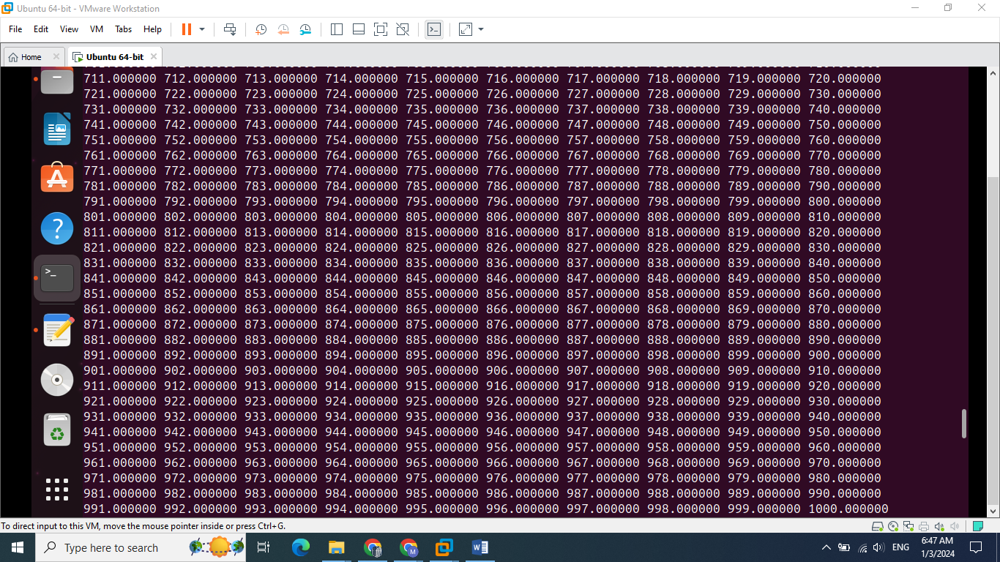 Ubuntu 64-bit - VMware Workstation
File Edit View VM Tabs Help
Home Ubuntu 64-bit
711.000000 712.000000 713.000000 714.000000 715.000000 716.000000 717.000000 718.000000 719.000000 720.000000
721.000000 722.000000 723.000000 724.000000 725.000000 726.000000 727.000000 728.000000 729.000000 730.000000
731.000000 732.000000 733.000000 734.000000 735.000000 736.000000 737.000000 738.000000 739.000000 740.000000
741.000000 742.000000 743.000000 744.000000 745.000000 746.000000 747.000000 748.000000 749.000000 750.000000
751.000000 752.000000 753.000000 754.000000 755.000000 756.000000 757.000000 758.000000 759.000000 760.000000
761.000000 762.000000 763.000000 764.000000 765.000000 766.000000 767.000000 768.000000 769.000000 770.000000
771.000000 772.000000 773.000000 774.000000 775.000000 776.000000 777.000000 778.000000 779.000000 780.000000
781.000000 782.000000 783.000000 784.000000 785.000000 786.000000 787.000000 788.000000 789.000000 790.000000
791.000000 792.000000 793.000000 794.000000 795.000000 796.000000 797.000000 798.000000 799.000000 800.000000
801.000000 802.000000 803.000000 804.000000 805.000000 806.000000 807.000000 808.000000 809.000000 810.000000
811.000000 812.000000 813.000000 814.000000 815.000000 816.000000 817.000000 818.000000 819.000000 820.000000
821.000000 822.000000 823.000000 824.000000 825.000000 826.000000 827.000000 828.000000 829.000000 830.000000
831.000000 832.000000 833.000000 834.000000 835.000000 836.000000 837.000000 838.000000 839.000000 840.000000
841.000000 842.000000 843.000000 844.000000 845.000000 846.000000 847.000000 848.000000 849.000000 850.000000
851.000000 852.000000 853.000000 854.000000 855.000000 856.000000 857.000000 858.000000 859.000000 860.000000
861.000000 862.000000 863.000000 864.000000 865.000000 866.000000 867.000000 868.000000 869.000000 870.000000
871.000000 872.000000 873.000000 874.000000 875.000000 876.000000 877.000000 878.000000 879.000000 880.000000
881.000000 882.000000 883.000000 884.000000 885.000000 886.000000 887.000000 888.000000 889.000000 890.000000
891.000000 892.000000 893.000000 894.000000 895.000000 896.000000 897.000000 898.000000 899.000000 900.000000
901.000000 902.000000 903.000000 904.000000 905.000000 906.000000 907.000000 908.000000 909.000000 910.000000
911.000000 912.000000 913.000000 914.000000 915.000000 916.000000 917.000000 918.000000 919.000000 920.000000
921.000000 922.000000 923.000000 924.000000 925.000000 926.000000 927.000000 928.000000 929.000000 930.000000
931.000000 932.000000 933.000000 934.000000 935.000000 936.000000 937.000000 938.000000 939.000000 940.000000
941.000000 942.000000 943.000000 944.000000 945.000000 946.000000 947.000000 948.000000 949.000000 950.000000
951.000000 952.000000 953.000000 954.000000 955.000000 956.000000 957.000000 958.000000 959.000000 960.000000
961.000000 962.000000 963.000000 964.000000 965.000000 966.000000 967.000000 968.000000 969.000000 970.000000
971.000000 972.000000 973.000000 974.000000 975.000000 976.000000 977.000000 978.000000 979.000000 980.000000
981.000000 982.000000 983.000000 984.000000 985.000000 986.000000 987.000000 988.000000 989.000000 990.000000
991.000000 992.000000 993.000000 994.000000 995.000000 996.000000 997.000000 998.000000 999.000000 1000.000000
To direct input to this VM, move the mouse pointer inside or press Ctrl+G.
Type here to search
ENG
6:47 AM
1/3/2024